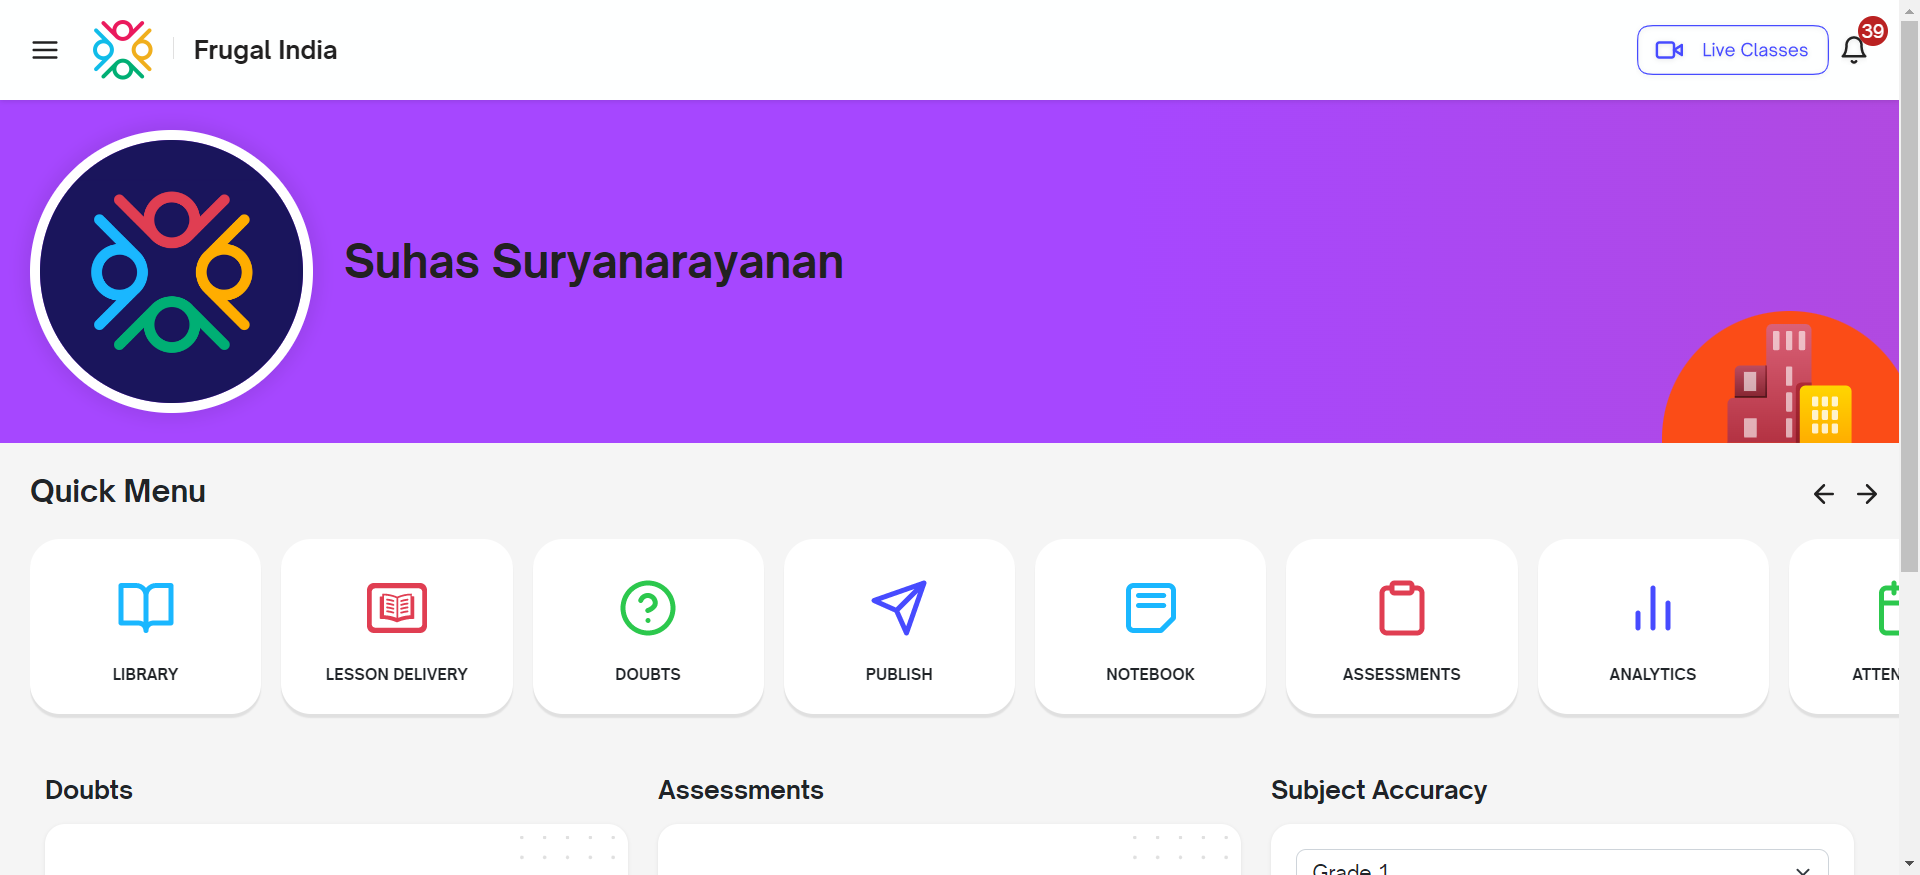 Frugal India
Live Classes
39
Suhas Suryanarayanan
Quick Menu
LIBRARY
LESSON DELIVERY
DOUBTS
PUBLISH
NOTEBOOK
ASSESSMENTS
ANALYTICS
ATTEN
Doubts
Assessments
Subject Accuracy
Grade 1